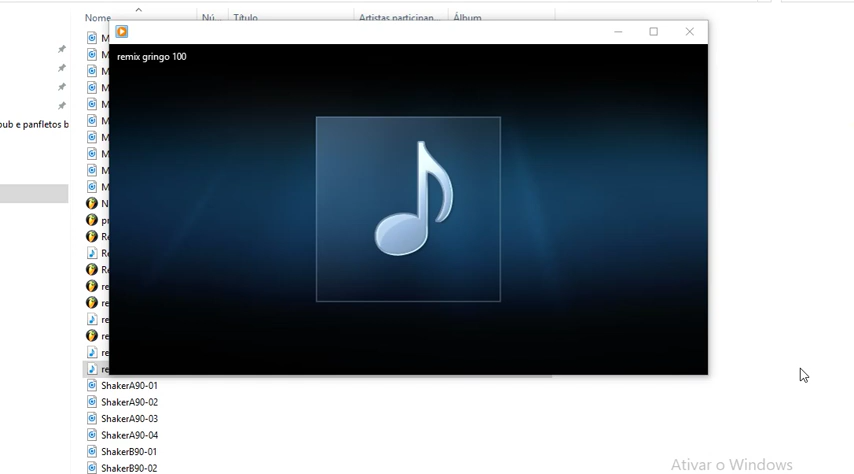 Nome Nú... Título Artistas participan... Álbum
remix gringo 100
pub e panfletos b
ShakerA90-01
ShakerA90-02
ShakerA90-03
ShakerA90-04
ShakerB90-01
ShakerB90-02
Ativar o Windows